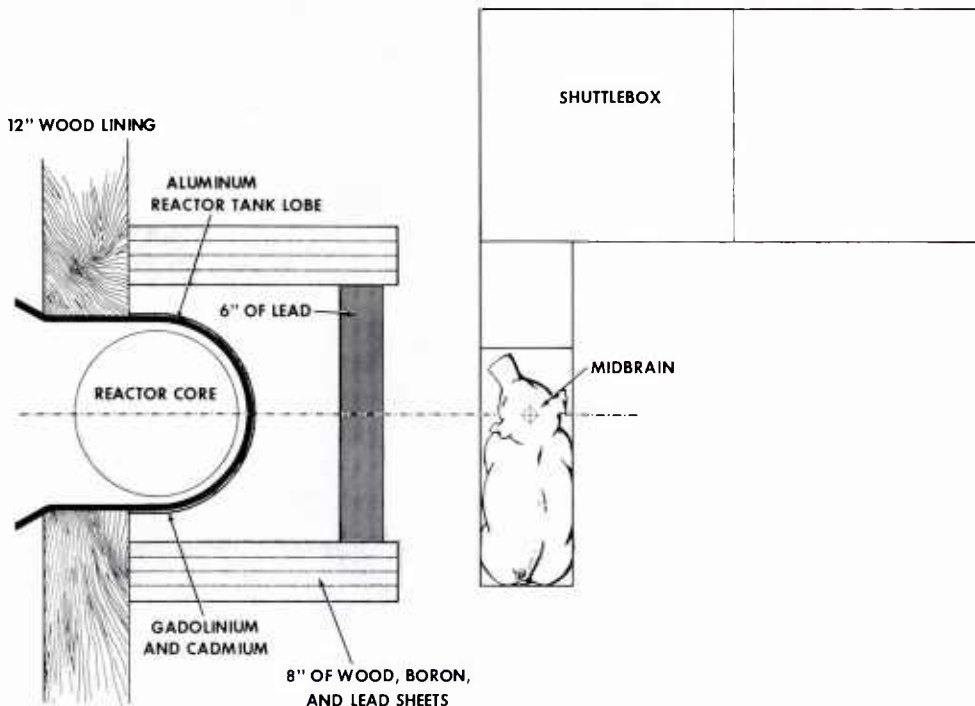 SHUTTLEBOX
12" WOOD LINING
ALUMINUM
REACTOR TANK LOBE
6" OF LEAD
MIDBRAIN
REACTOR CORE
GADOLINIUM
AND CADMIUM
8" OF WOOD, BORON,
AND LEAD SHEETS